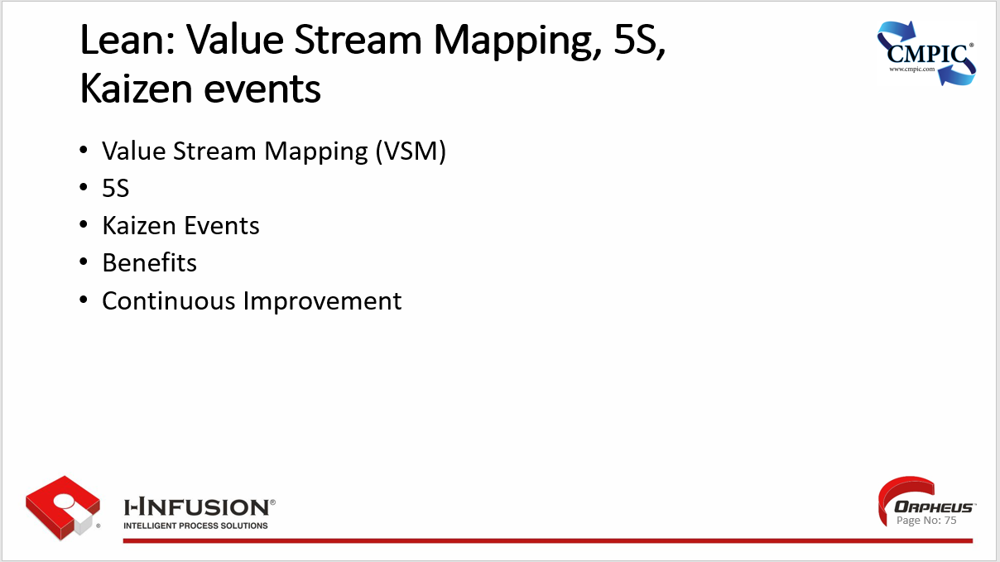 Lean: Value Stream Mapping, 5S,
Kaizen events
CMPIC®
www.cmpic.com
• Value Stream Mapping (VSM)
• 5S
• Kaizen Events
• Benefits
• Continuous Improvement
I-INFUSION®
INTELLIGENT PROCESS SOLUTIONS
®
ORPHEUS™
Page No: 75